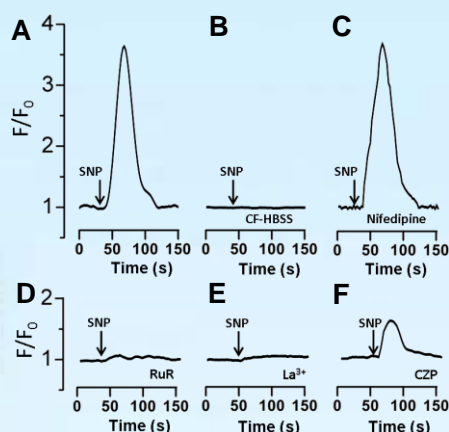 A
B
C
F/F₀
4
3
2
1
SNP
SNP
SNP
CF-HBSS
Nifedipine
0 50 100 150
0 50 100 150
0 50 100 150
Time (s)
Time (s)
Time (s)
D
E
F
F/F₀
2
1
SNP
SNP
SNP
RuR
La³⁺
CZP
0 50 100 150
0 50 100 150
0 50 100 150
Time (s)
Time (s)
Time (s)